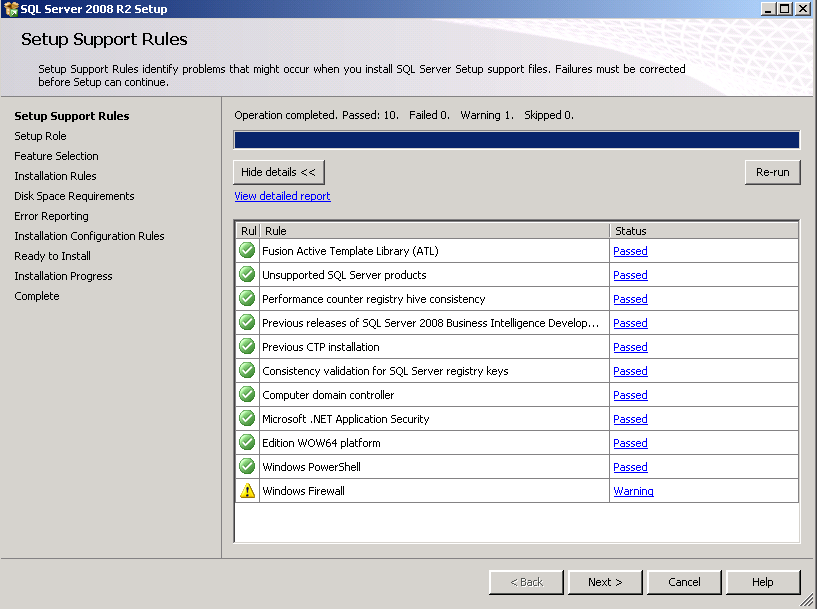 SQL Server 2008 R2 Setup
Setup Support Rules
Setup Support Rules identify problems that might occur when you install SQL Server Setup support files. Failures must be corrected
before Setup can continue.
Setup Support Rules
Setup Role
Feature Selection
Installation Rules
Disk Space Requirements
Error Reporting
Installation Configuration Rules
Ready to Install
Installation Progress
Complete
Operation completed. Passed: 10. Failed 0. Warning 1. Skipped 0.
Hide details <<
Re-run
View detailed report
Rul Rule Status
Fusion Active Template Library (ATL) Passed
Unsupported SQL Server products Passed
Performance counter registry hive consistency Passed
Previous releases of SQL Server 2008 Business Intelligence Develop... Passed
Previous CTP installation Passed
Consistency validation for SQL Server registry keys Passed
Computer domain controller Passed
Microsoft .NET Application Security Passed
Edition WOW64 platform Passed
Windows PowerShell Passed
Windows Firewall Warning
< Back Next > Cancel Help